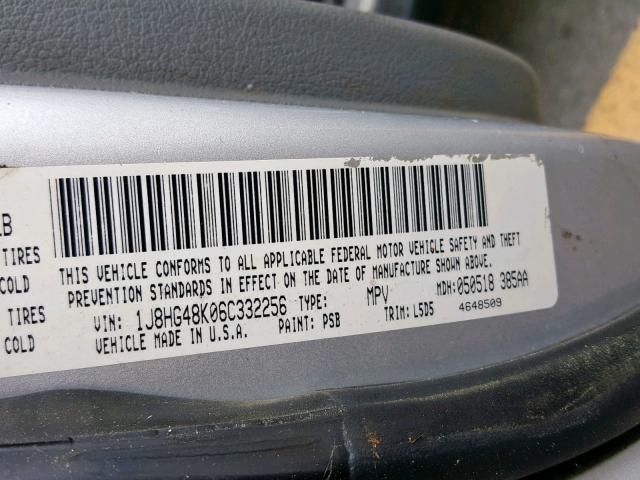 LB
TIRES
COLD
TIRES
COLD
THIS VEHICLE CONFORMS TO ALL APPLICABLE FEDERAL MOTOR VEHICLE SAFETY AND THEFT
PREVENTION STANDARDS IN EFFECT ON THE DATE OF MANUFACTURE SHOWN ABOVE.
VIN: 1J8HG48K06C332256 TYPE: MPV MDH: 050518 385AA
VEHICLE MADE IN U.S.A. PAINT: PSB TRIM: L5D5 4648509